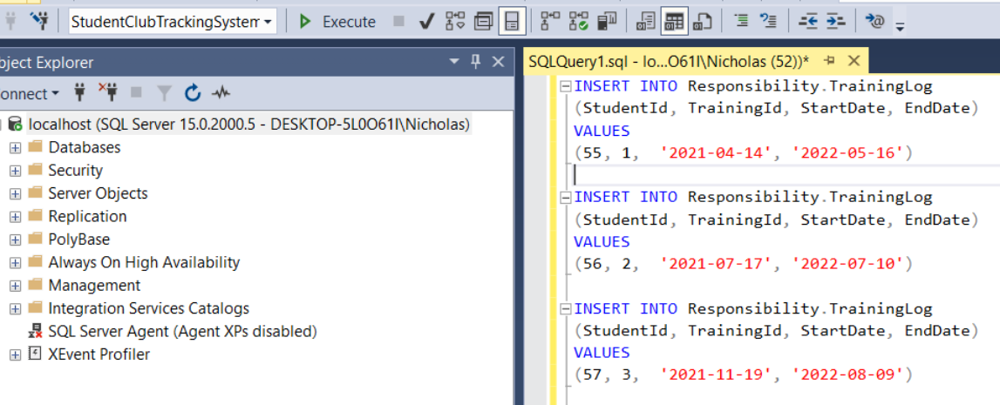 StudentClubTrackingSystem
Execute
bject Explorer
SQLQuery1.sql - lo...O61I\Nicholas (52))*
onnect
localhost (SQL Server 15.0.2000.5 - DESKTOP-5L0O61I\Nicholas)
Databases
Security
Server Objects
Replication
PolyBase
Always On High Availability
Management
Integration Services Catalogs
SQL Server Agent (Agent XPs disabled)
XEvent Profiler
INSERT INTO Responsibility.TrainingLog
(StudentId, TrainingId, StartDate, EndDate)
VALUES
(55, 1,  '2021-04-14', '2022-05-16')
INSERT INTO Responsibility.TrainingLog
(StudentId, TrainingId, StartDate, EndDate)
VALUES
(56, 2,  '2021-07-17', '2022-07-10')
INSERT INTO Responsibility.TrainingLog
(StudentId, TrainingId, StartDate, EndDate)
VALUES
(57, 3,  '2021-11-19', '2022-08-09')